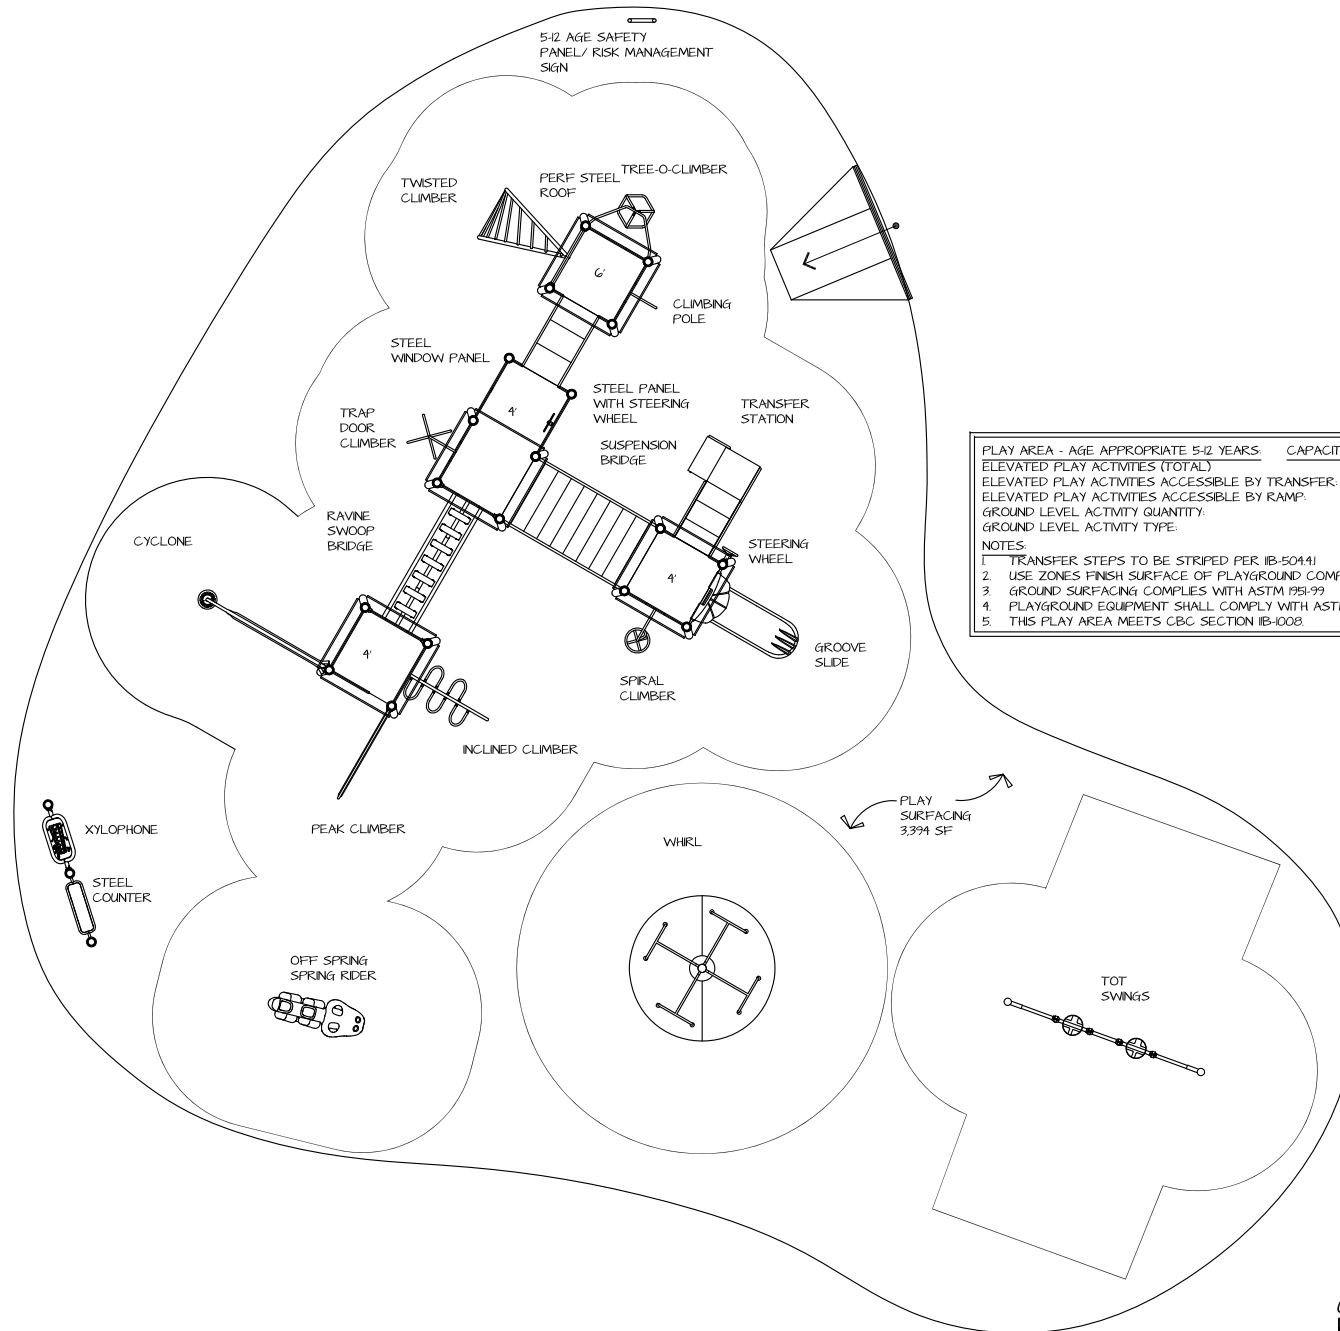 5-12 AGE SAFETY
PANEL/ RISK MANAGEMENT
SIGN
TWISTED
CLIMBER
PERF STEEL
ROOF
TREE-O-CLIMBER
6'
CLIMBING
POLE
STEEL
WINDOW PANEL
STEEL PANEL
WITH STEERING
WHEEL
4'
TRAP
DOOR
CLIMBER
SUSPENSION
BRIDGE
TRANSFER
STATION
RAVINE
SWOOP
BRIDGE
CYCLONE
STEERING
WHEEL
4'
4'
GROOVE
SLIDE
SPIRAL
CLIMBER
INCLINED CLIMBER
PEAK CLIMBER
PLAY AREA - AGE APPROPRIATE 5-12 YEARS: CAPACIT
ELEVATED PLAY ACTIVITIES (TOTAL)
ELEVATED PLAY ACTIVITIES ACCESSIBLE BY TRANSFER:
ELEVATED PLAY ACTIVITIES ACCESSIBLE BY RAMP:
GROUND LEVEL ACTIVITY QUANTITY:
GROUND LEVEL ACTIVITY TYPE:
NOTES:
1. TRANSFER STEPS TO BE STRIPED PER 11B-504.4.1
2. USE ZONES FINISH SURFACE OF PLAYGROUND COMP
3. GROUND SURFACING COMPLIES WITH ASTM 1951-99
4. PLAYGROUND EQUIPMENT SHALL COMPLY WITH AST
5. THIS PLAY AREA MEETS CBC SECTION 11B-1008.
XYLOPHONE
STEEL
COUNTER
WHIRL
PLAY
SURFACING
3,394 SF
OFF SPRING
SPRING RIDER
TOT
SWINGS